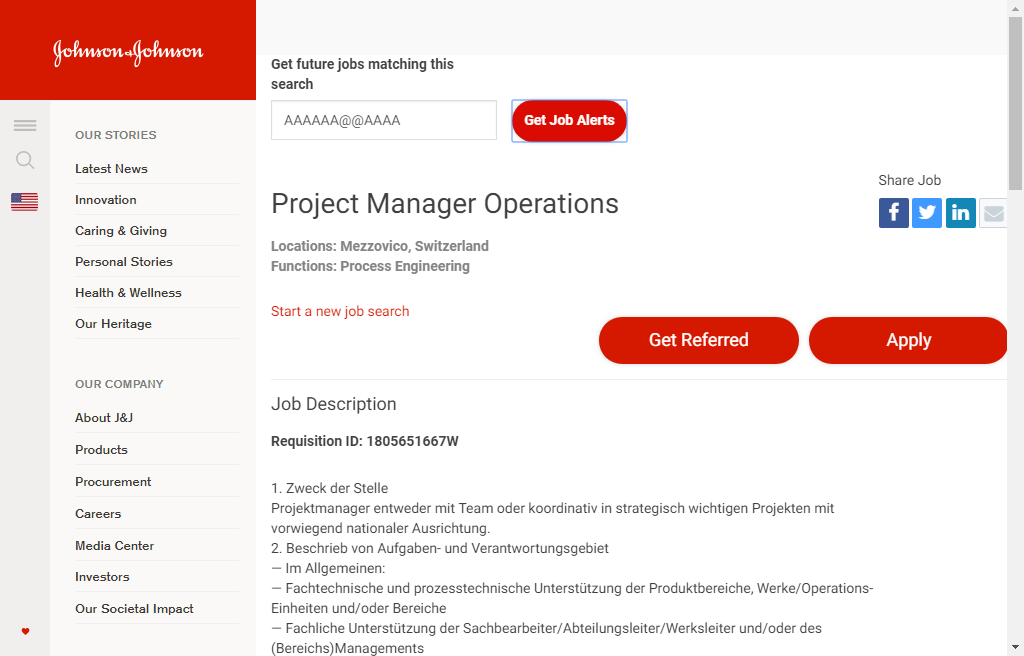 Johnson&Johnson
OUR STORIES
Latest News
Innovation
Caring & Giving
Personal Stories
Health & Wellness
Our Heritage
OUR COMPANY
About J&J
Products
Procurement
Careers
Media Center
Investors
Our Societal Impact
Get future jobs matching this
search
AAAAAA@@AAAA
Get Job Alerts
Share Job
Project Manager Operations
Locations: Mezzovico, Switzerland
Functions: Process Engineering
Start a new job search
Get Referred
Apply
Job Description
Requisition ID: 1805651667W
1. Zweck der Stelle
Projektmanager entweder mit Team oder koordinativ in strategisch wichtigen Projekten mit
vorwiegend nationaler Ausrichtung.
2. Beschrieb von Aufgaben- und Verantwortungsgebiet
— Im Allgemeinen:
— Fachtechnische und prozesstechnische Unterstützung der Produktbereiche, Werke/Operations-
Einheiten und/oder Bereiche
— Fachliche Unterstützung der Sachbearbeiter/Abteilungsleiter/Werksleiter und/oder des
(Bereichs)Managements